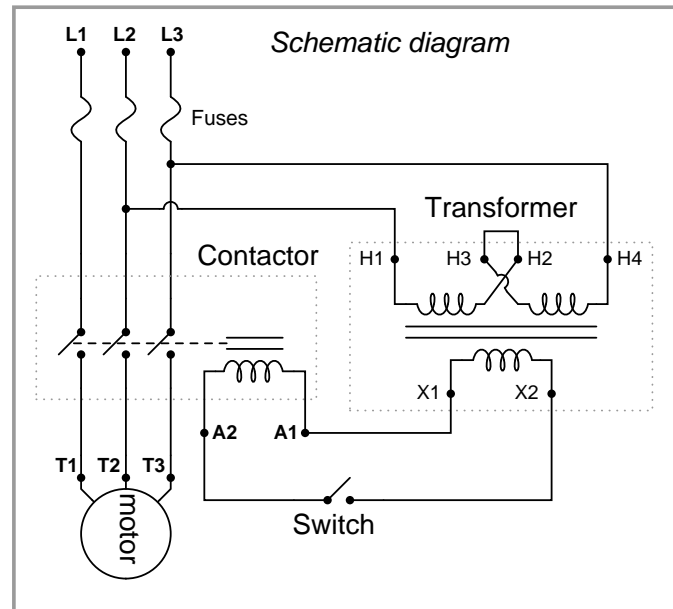 L1 L2 L3 Schematic diagram
Fuses
Transformer
Contactor
H1 H3 H2 H4
X1 X2
A2 A1
T1 T2 T3
Switch
motor